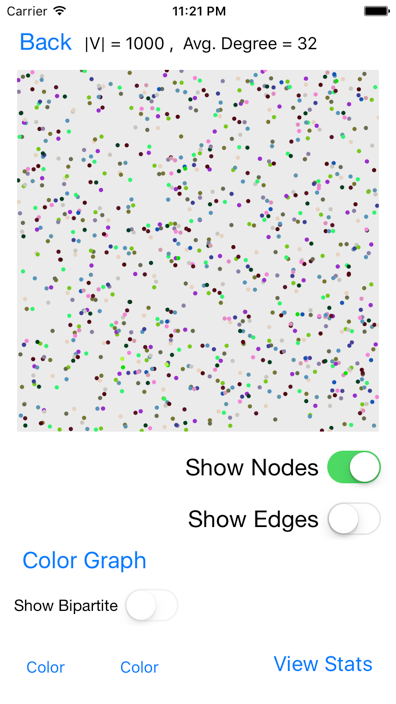 Carrier 11:21 PM
Back |V| = 1000 , Avg. Degree = 32
Show Nodes
Show Edges
Color Graph
Show Bipartite
Color Color View Stats